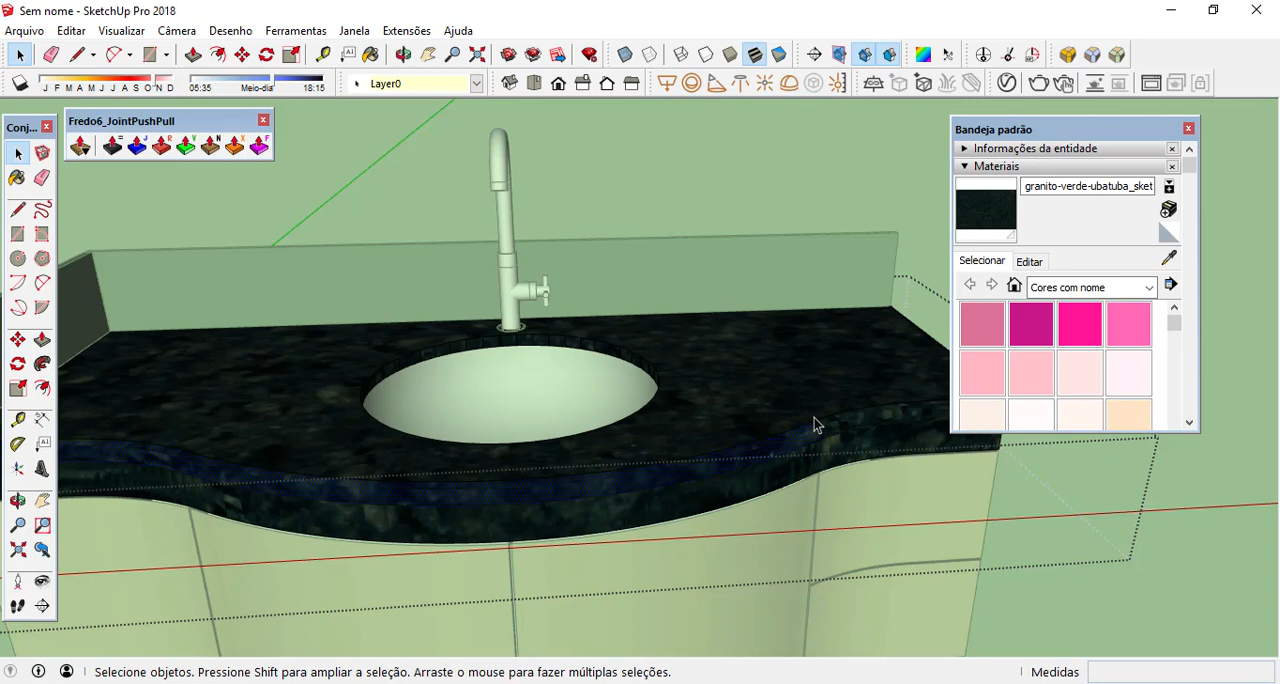 Sem nome - SketchUp Pro 2018
Arquivo Editar Visualizar Câmera Desenho Ferramentas Janela Extensões Ajuda
J F M A M J J A S O N D
05:35 Meio-dia 18:15
Layer0
Conj...
Fredo6_JointPushPull
= J R V N X F
Bandeja padrão
Informações da entidade
Materiais
granito-verde-ubatuba_sket
Selecionar Editar
Cores com nome
A1
A1
Selecione objetos. Pressione Shift para ampliar a seleção. Arraste o mouse para fazer múltiplas seleções.
Medidas